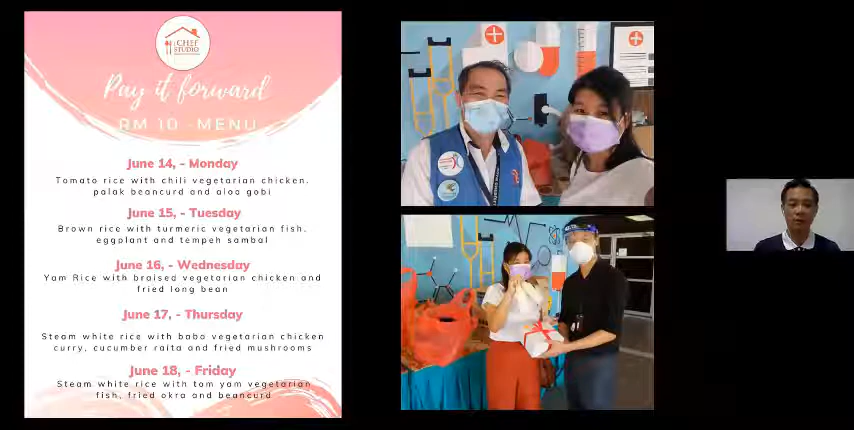 CHEF
STUDIO
Pay it forward
RM 10 -MENU
June 14, - Monday
Tomato rice with chili vegetarian chicken,
palak beancurd and aloo gobi
June 15, - Tuesday
Brown rice with turmeric vegetarian fish,
eggplant and tempeh sambal
June 16, - Wednesday
Yam Rice with braised vegetarian chicken and
fried long bean
June 17, - Thursday
Steam white rice with babo vegetarian chicken
curry, cucumber raita and fried mushrooms
June 18, - Friday
Steam white rice with tom yam vegetarian
fish, fried okra and beancurd